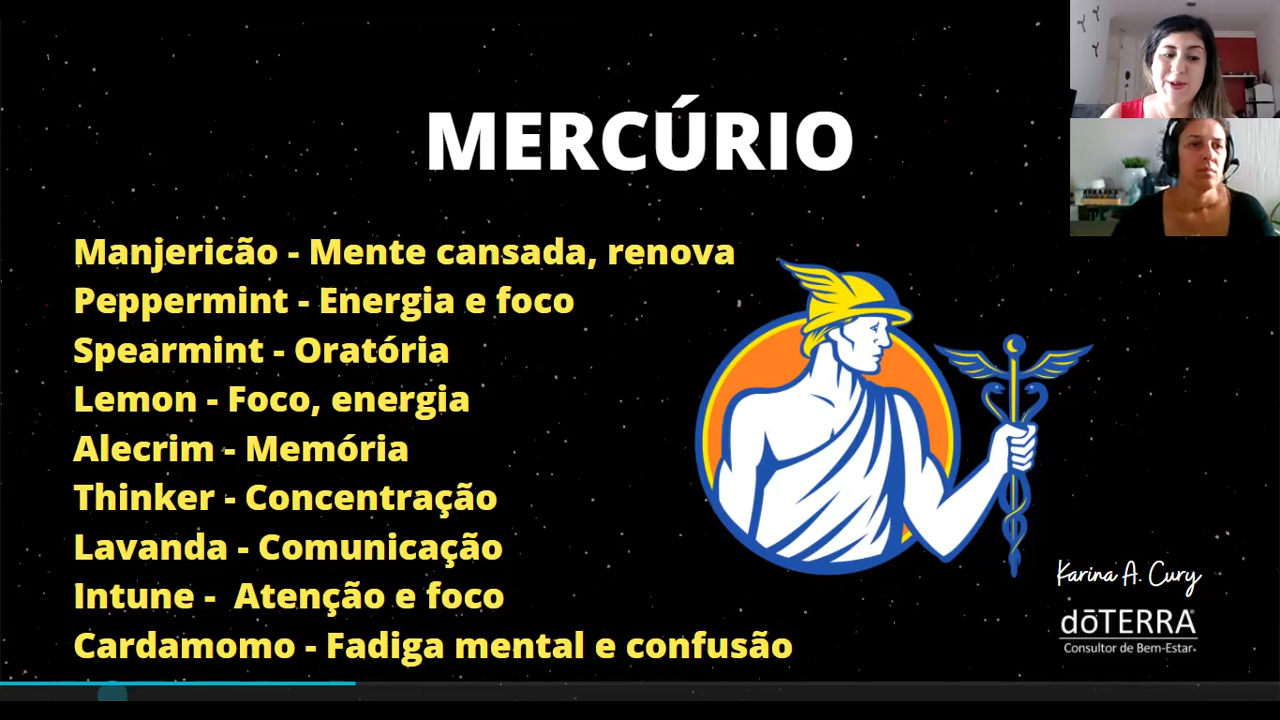 MERCÚRIO
Manjericão - Mente cansada, renova
Peppermint - Energia e foco
Spearmint - Oratória
Lemon - Foco, energia
Alecrim - Memória
Thinker - Concentração
Lavanda - Comunicação
Intune -  Atenção e foco
Cardamomo - Fadiga mental e confusão
Karina A. Cury
dōTERRA®
Consultor de Bem-Estar®